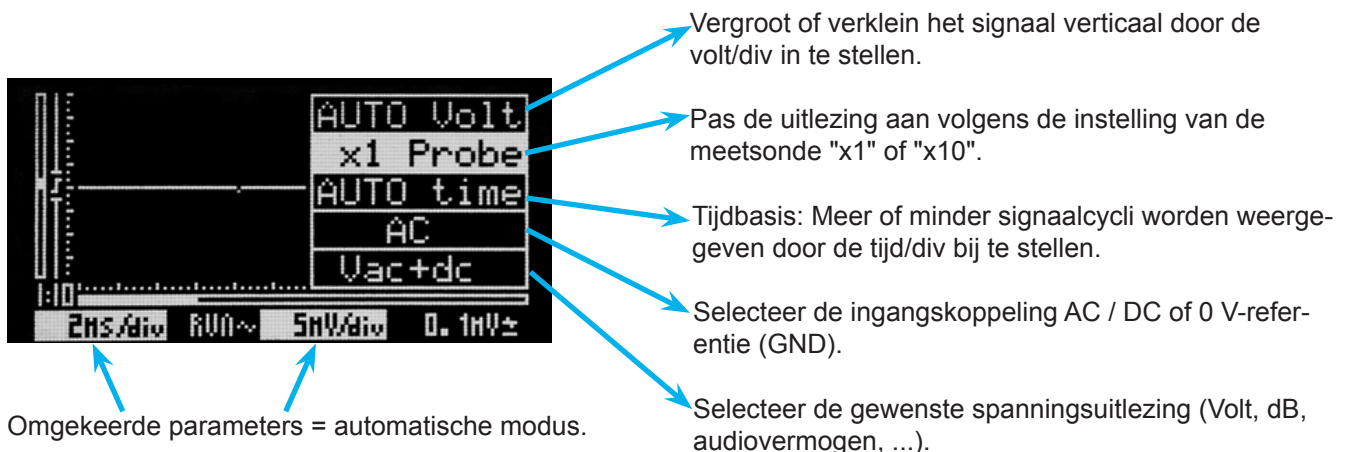 Vergroot of verklein het signaal verticaal door de
volt/div in te stellen.
AUTO Volt
x1 Probe
AUTO time
AC
Vac+dc
1:10
2ms/div RUN~ 5mV/div 0.1mV±
Pas de uitlezing aan volgens de instelling van de
meetsonde "x1" of "x10".
Tijdbasis: Meer of minder signaalcycli worden weerge-
geven door de tijd/div bij te stellen.
Selecteer de ingangskoppeling AC / DC of 0 V-refer-
entie (GND).
Selecteer de gewenste spanningsuitlezing (Volt, dB,
audiovermogen, ...).
Omgekeerde parameters = automatische modus.